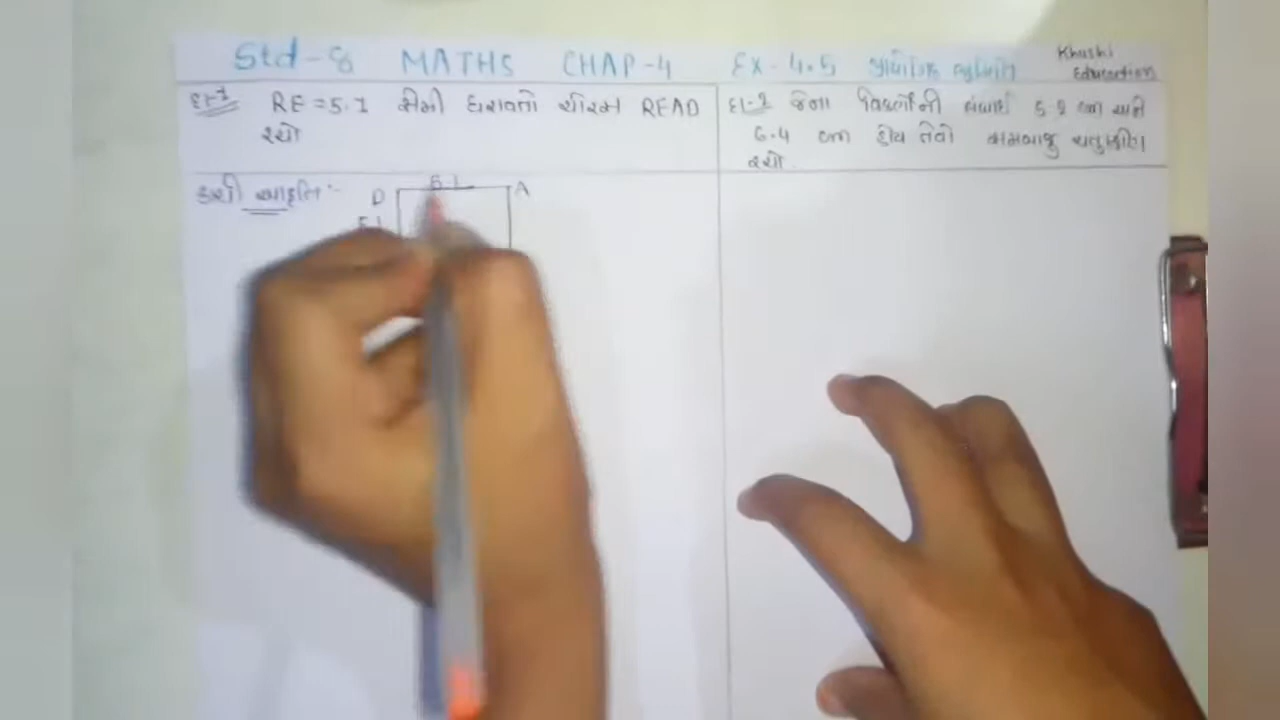 Std-8 MATHS CHAP-4 EX-4.5 પ્રાયોગિક ભૂમિતિ
Khushi
Education
દા-1 RE = 5.1 સેમી ધરાવતો ચોરસ READ
રચો
દા-2 જેના વિકર્ણોની લંબાઈ 5.2 cm અને
6.4 cm હોય તેવો સમબાજુ ચતુષ્કોણ
રચો.
કાચી આકૃતિ:-
D 5.1 A
5.1